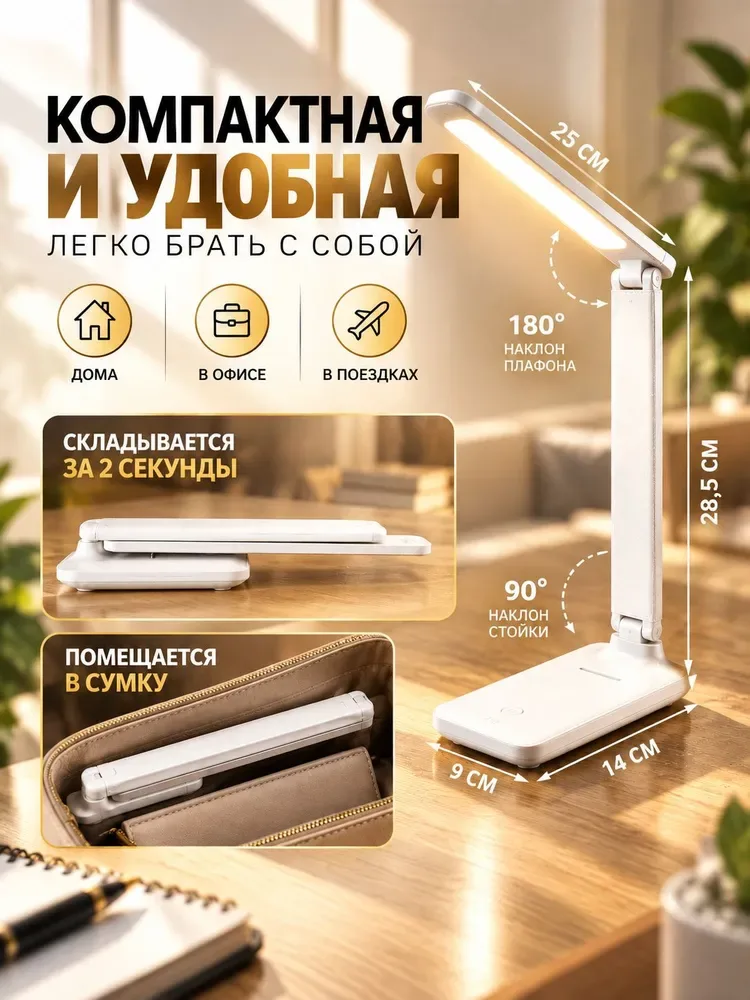 КОМПАКТНАЯ
И УДОБНАЯ
ЛЕГКО БРАТЬ С СОБОЙ
ДОМА
В ОФИСЕ
В ПОЕЗДКАХ
25 СМ
180°
НАКЛОН
ПЛАФОНА
СКЛАДЫВАЕТСЯ
ЗА 2 СЕКУНДЫ
28,5 СМ
90°
НАКЛОН
СТОЙКИ
ПОМЕЩАЕТСЯ
В СУМКУ
9 СМ
14 СМ